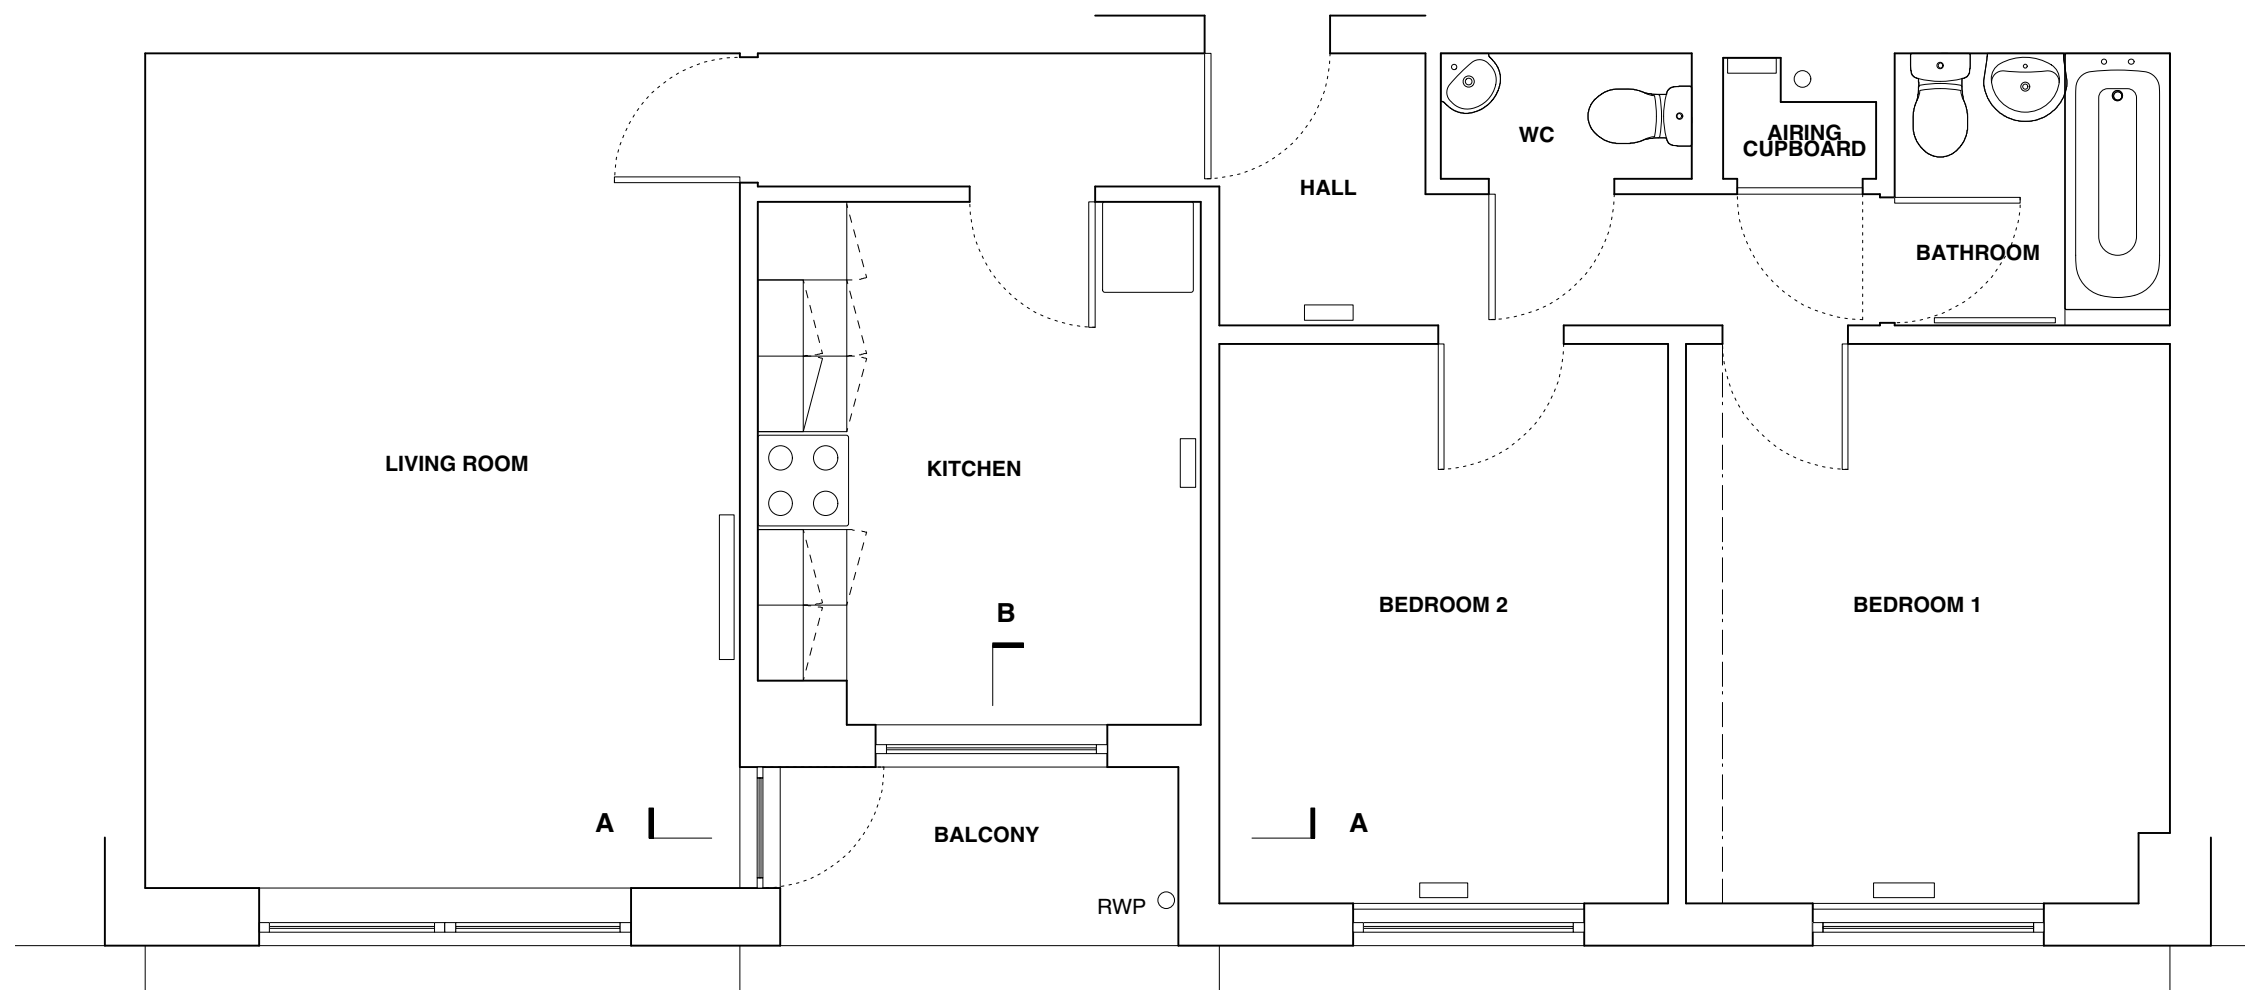 WC
AIRING
CUPBOARD
HALL
BATHROOM
LIVING ROOM
KITCHEN
B
BEDROOM 2
BEDROOM 1
A
A
BALCONY
RWP